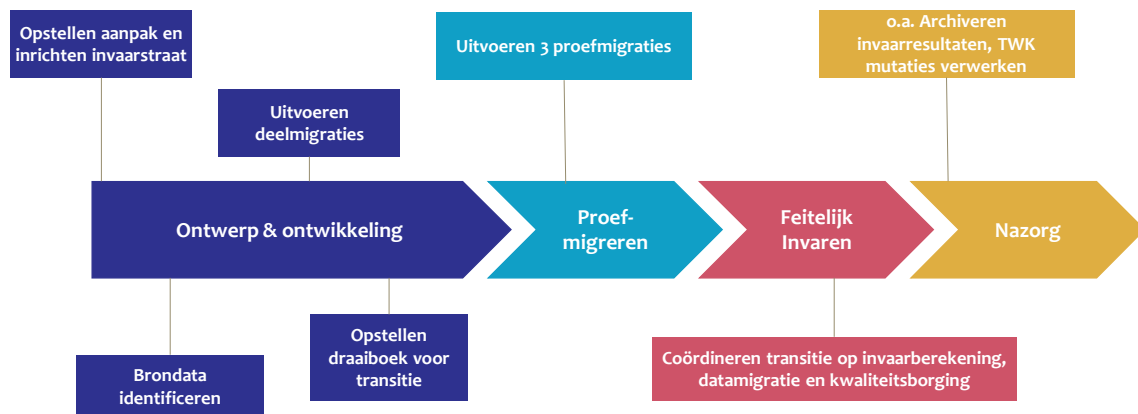 Opstellen aanpak en
inrichten invaarstraat
Uitvoeren 3 proefmigraties
o.a. Archiveren
invaarresultaten, TWK
mutaties verwerken
Uitvoeren
deelmigraties
Ontwerp & ontwikkeling
Proef-
migreren
Feitelijk
Invaren
Nazorg
Brondata
identificeren
Opstellen
draaiboek voor
transitie
Coördineren transitie op invaarberekening,
datamigratie en kwaliteitsborging